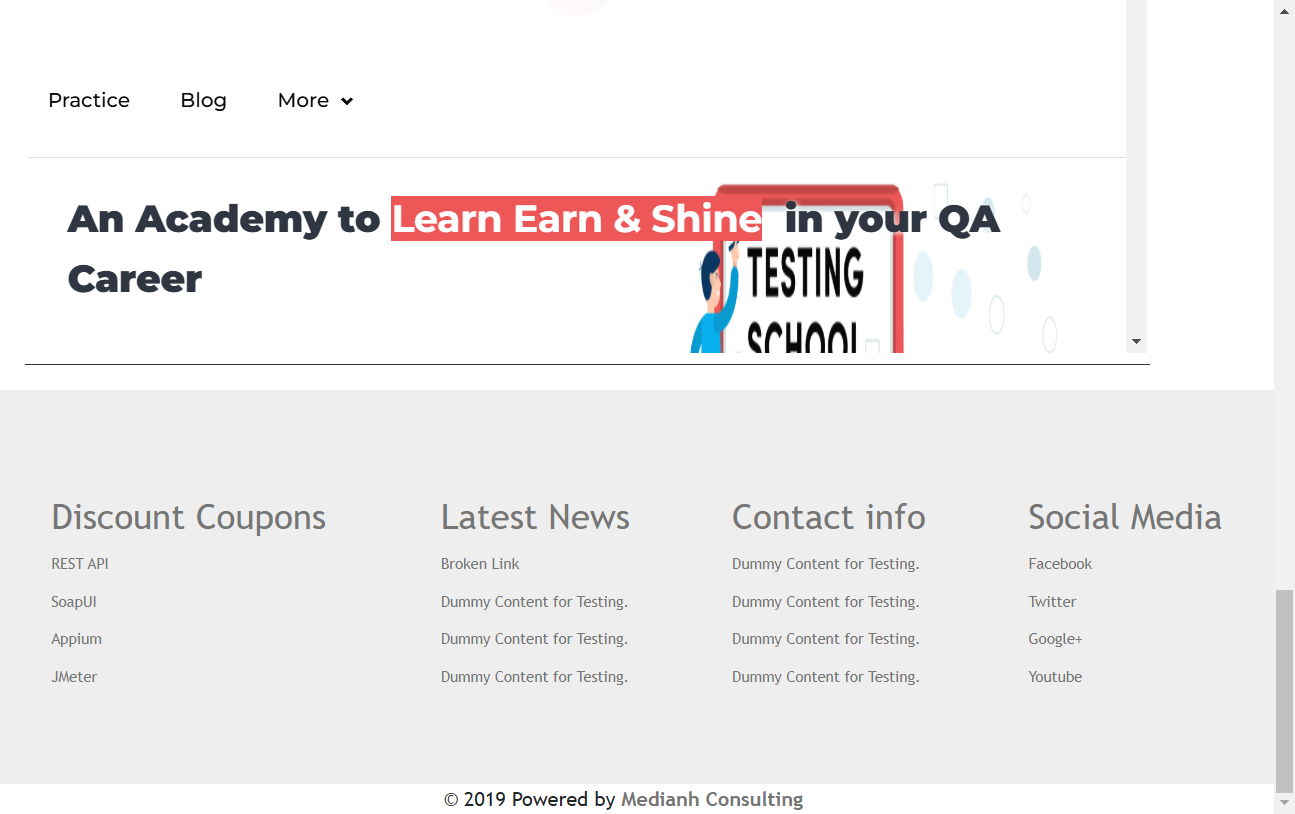 Practice Blog More
An Academy to Learn Earn & Shine in your QA
Career
TESTING
SCHOOL
Discount Coupons Latest News Contact info Social Media
REST API Broken Link Dummy Content for Testing. Facebook
SoapUI Dummy Content for Testing. Dummy Content for Testing. Twitter
Appium Dummy Content for Testing. Dummy Content for Testing. Google+
JMeter Dummy Content for Testing. Dummy Content for Testing. Youtube
© 2019 Powered by Medianh Consulting